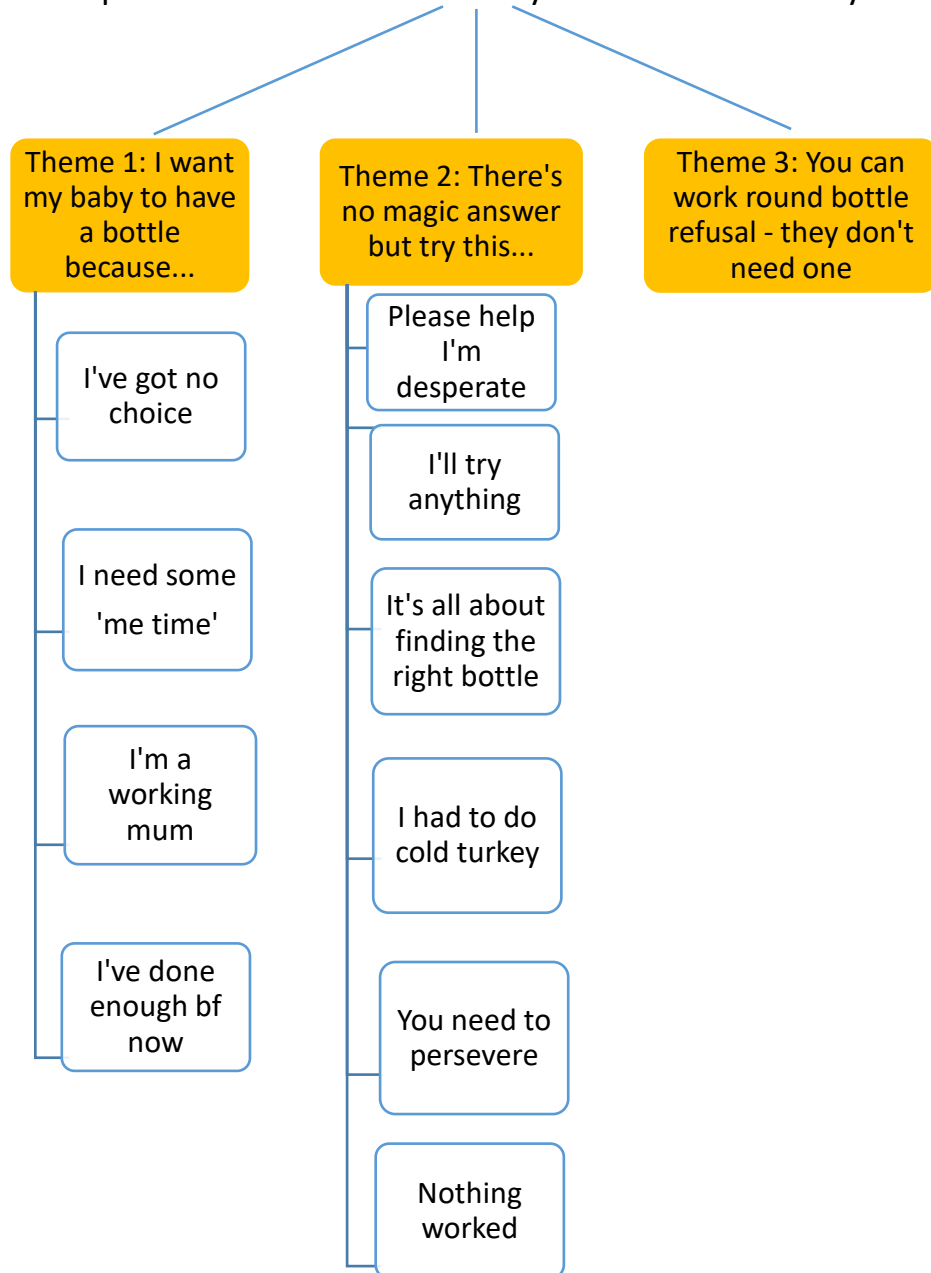 Theme 1: I want
my baby to have
a bottle
because...
I've got no
choice
I need some
'me time'
I'm a
working
mum
I've done
enough bf
now
Theme 2: There's
no magic answer
but try this...
Please help
I'm
desperate
I'll try
anything
It's all about
finding the
right bottle
I had to do
cold turkey
You need to
persevere
Nothing
worked
Theme 3: You can
work round bottle
refusal - they don't
need one